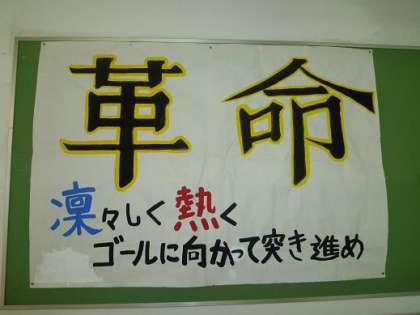 革命
凛々しく熱く
ゴールに向かって突き進め